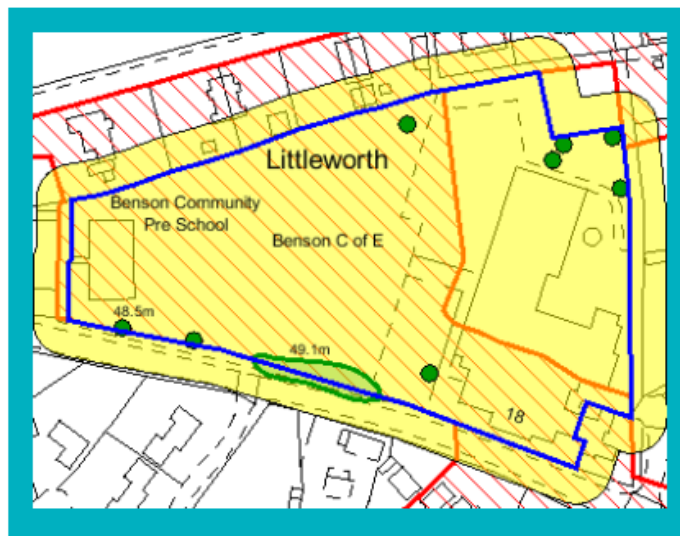 Littleworth
Benson Community
Pre School
Benson C of E
48.5m
49.1m
18